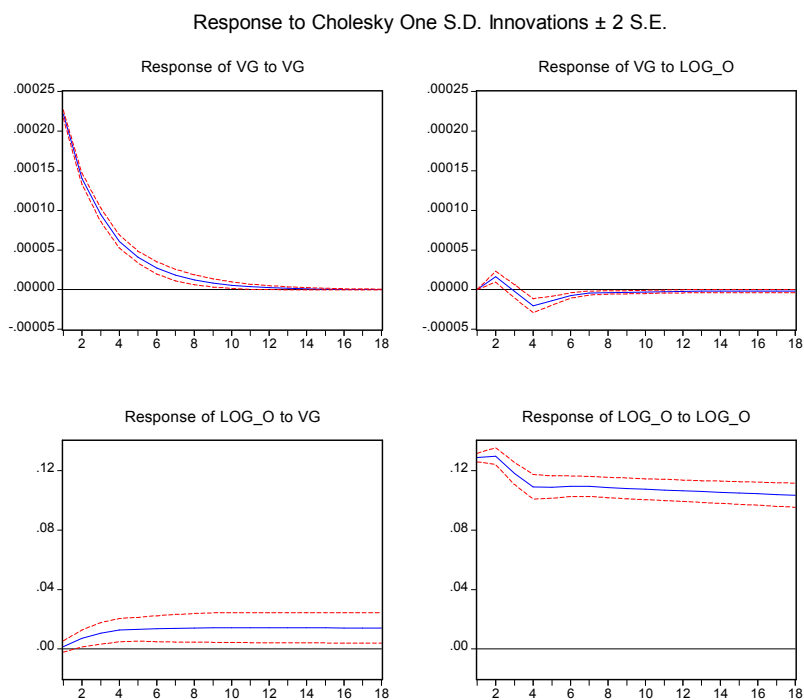 Response to Cholesky One S.D. Innovations ± 2 S.E.
Response of VG to VG
.00025
.00020
.00015
.00010
.00005
.00000
-.00005
2 4 6 8 10 12 14 16 18
Response of VG to LOG_O
.00025
.00020
.00015
.00010
.00005
.00000
-.00005
2 4 6 8 10 12 14 16 18
Response of LOG_O to VG
.12
.08
.04
.00
2 4 6 8 10 12 14 16 18
Response of LOG_O to LOG_O
.12
.08
.04
.00
2 4 6 8 10 12 14 16 18